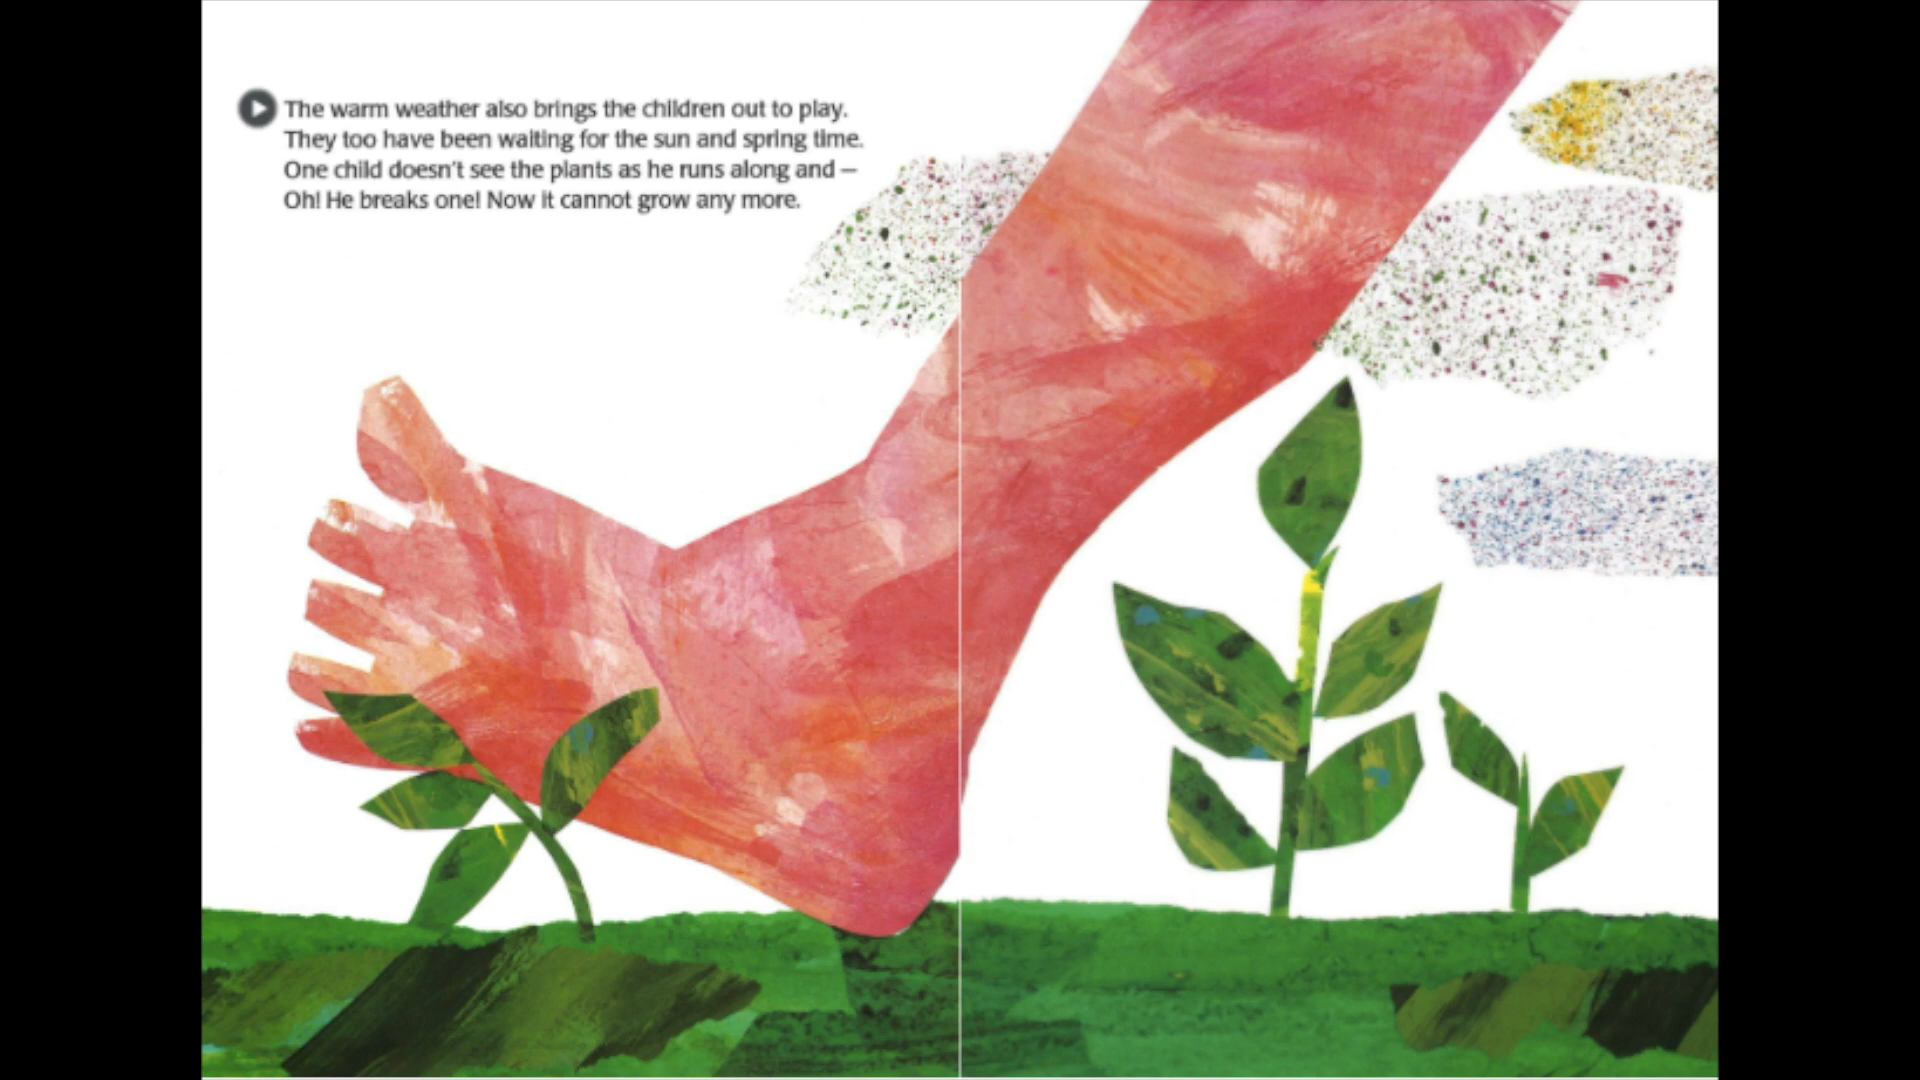 The warm weather also brings the children out to play.
They too have been waiting for the sun and spring time.
One child doesn't see the plants as he runs along and –
Oh! He breaks one! Now it cannot grow any more.